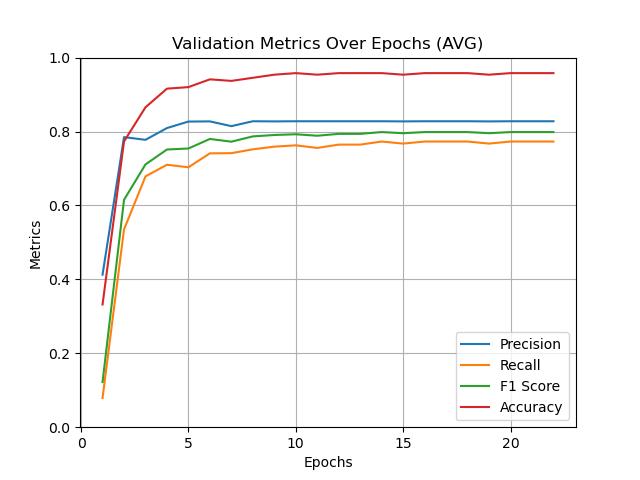 Validation Metrics Over Epochs (AVG)
1.0
0.8
0.6
0.4
0.2
0.0
Metrics
0 5 10 15 20
Epochs
Precision
Recall
F1 Score
Accuracy